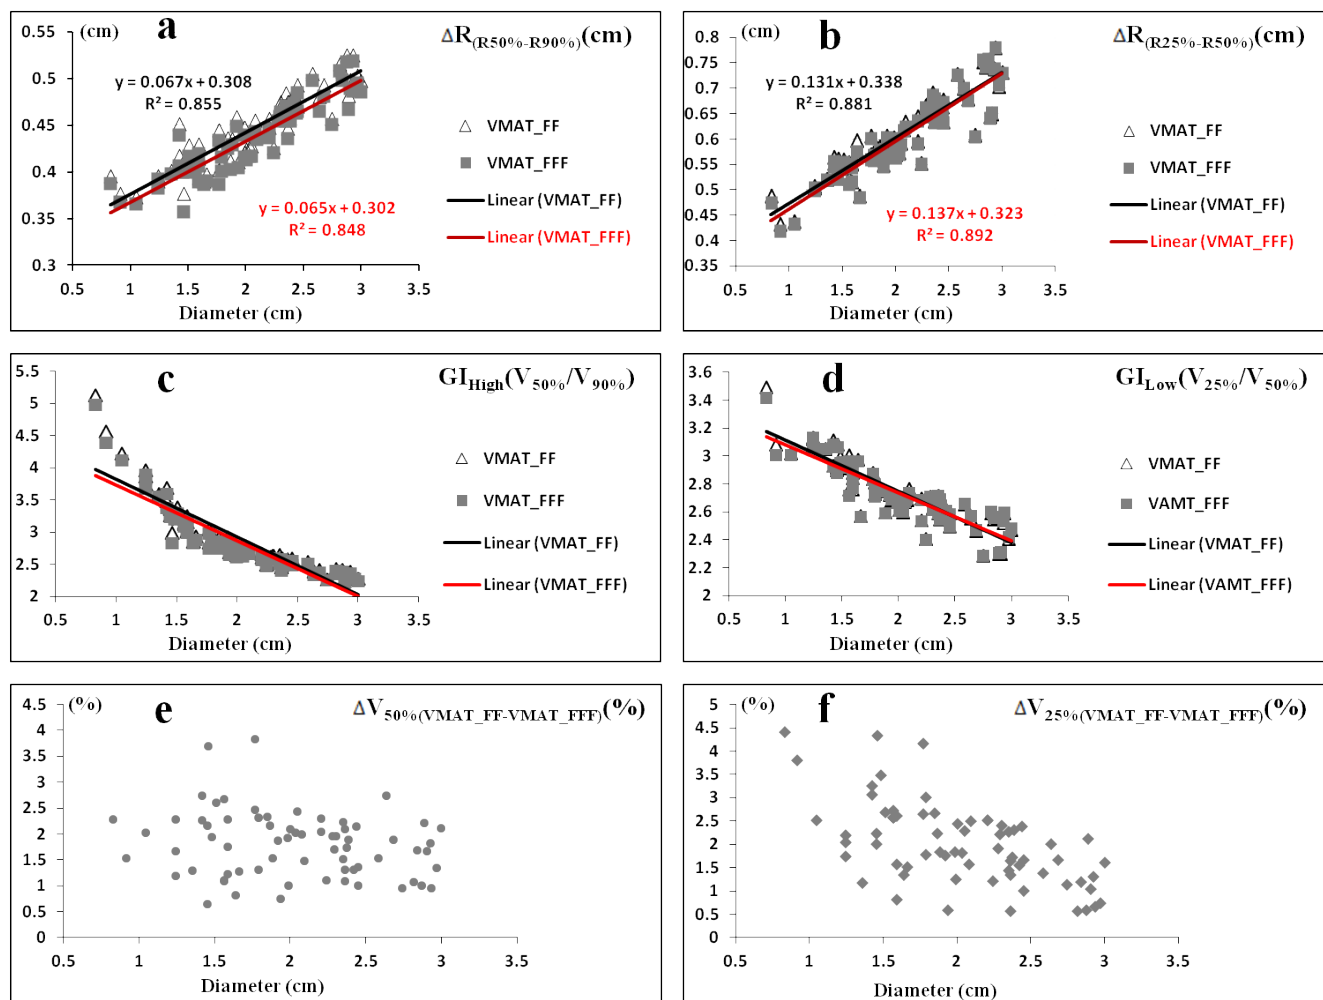 (cm)
a
ΔR(R50%-R90%)(cm)
0.55
0.5
0.45
0.4
0.35
0.3
y = 0.067x + 0.308
R² = 0.855
y = 0.065x + 0.302
R² = 0.848
VMAT_FF
VMAT_FFF
Linear (VMAT_FF)
Linear (VMAT_FFF)
0.5 1 1.5 2 2.5 3 3.5
Diameter (cm)
(cm)
b
ΔR(R25%-R50%)(cm)
0.8
0.75
0.7
0.65
0.6
0.55
0.5
0.45
0.4
0.35
y = 0.131x + 0.338
R² = 0.881
y = 0.137x + 0.323
R² = 0.892
VMAT_FF
VMAT_FFF
Linear (VMAT_FF)
Linear (VMAT_FFF)
0.5 1 1.5 2 2.5 3 3.5
Diameter (cm)
c
GIHigh(V50%/V90%)
5.5
5
4.5
4
3.5
3
2.5
2
VMAT_FF
VMAT_FFF
Linear (VMAT_FF)
Linear (VMAT_FFF)
0.5 1 1.5 2 2.5 3 3.5
Diameter (cm)
d
GILow(V25%/V50%)
3.6
3.4
3.2
3
2.8
2.6
2.4
2.2
2
VMAT_FF
VAMT_FFF
Linear (VMAT_FF)
Linear (VAMT_FFF)
0.5 1 1.5 2 2.5 3 3.5
Diameter (cm)
(%)
e
ΔV50%(VMAT_FF-VMAT_FFF)(%)
4.5
4
3.5
3
2.5
2
1.5
1
0.5
0
0.5 1 1.5 2 2.5 3 3.5
Diameter (cm)
(%)
f
ΔV25%(VMAT_FF-VMAT_FFF)(%)
5
4.5
4
3.5
3
2.5
2
1.5
1
0.5
0
0.5 1 1.5 2 2.5 3 3.5
Diameter (cm)